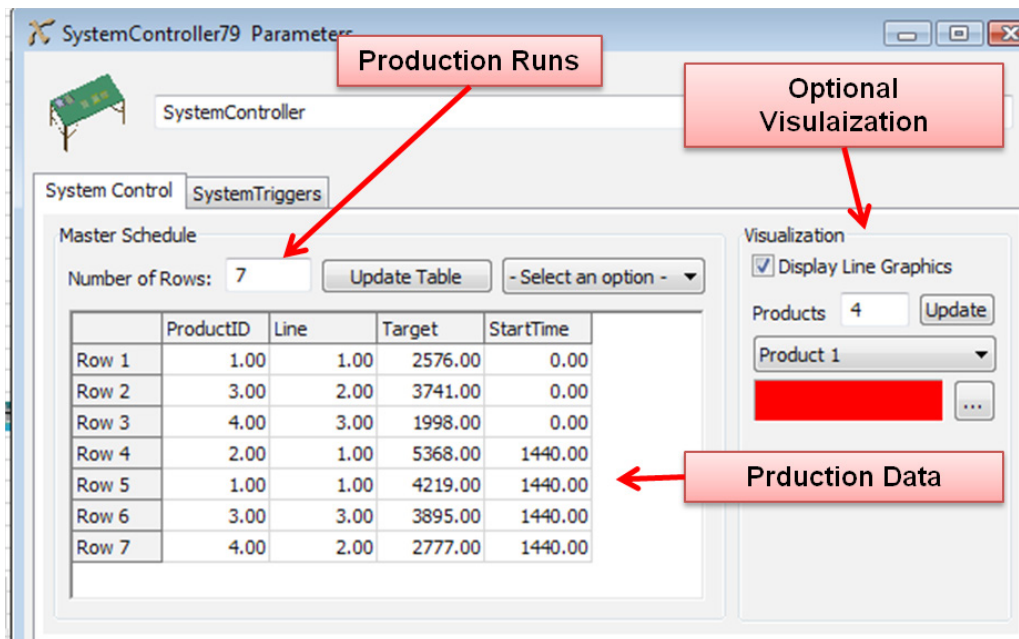 SystemController79 Parameters
Production Runs
Optional
Visulaization
SystemController
System Control
SystemTriggers
Master Schedule
Visualization
Number of Rows: 7
Update Table
- Select an option -
Display Line Graphics
Products 4 Update
Product 1
...
ProductID Line Target StartTime
Row 1 1.00 1.00 2576.00 0.00
Row 2 3.00 2.00 3741.00 0.00
Row 3 4.00 3.00 1998.00 0.00
Row 4 2.00 1.00 5368.00 1440.00
Row 5 1.00 1.00 4219.00 1440.00
Row 6 3.00 3.00 3895.00 1440.00
Row 7 4.00 2.00 2777.00 1440.00
Prduction Data